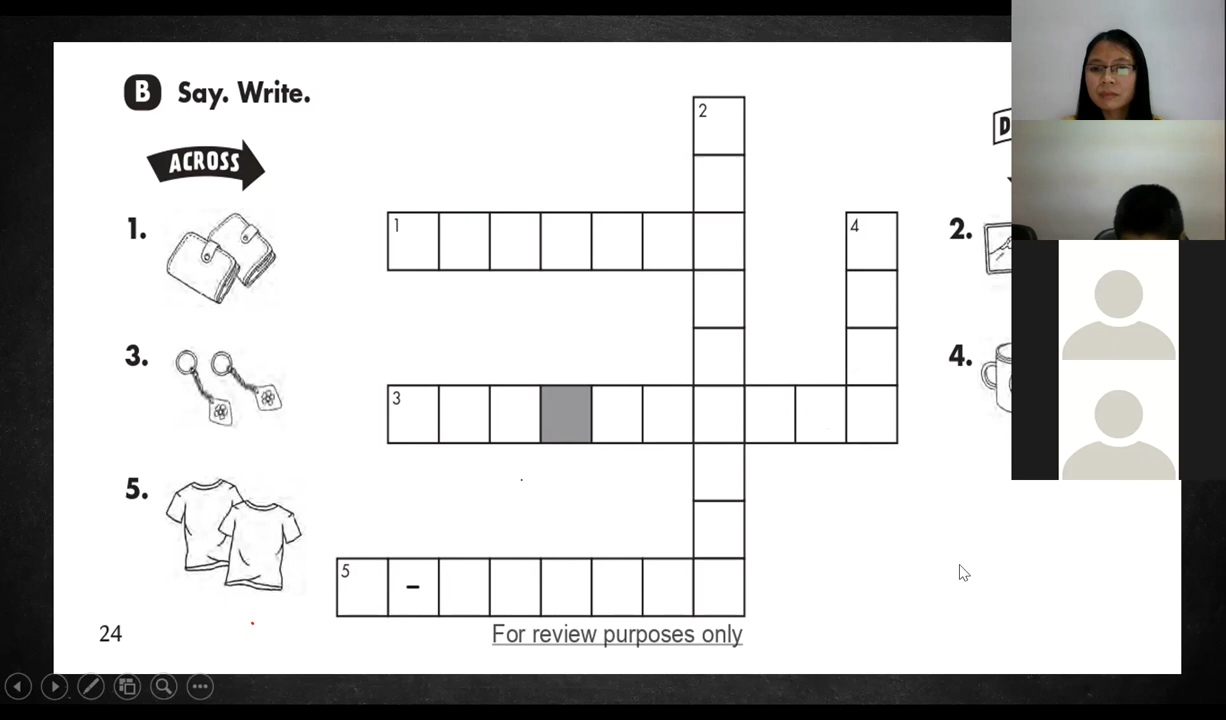 B Say. Write.
ACROSS
D
1.
3.
5.
2
1
4
3
5 -
2.
4.
24
For review purposes only